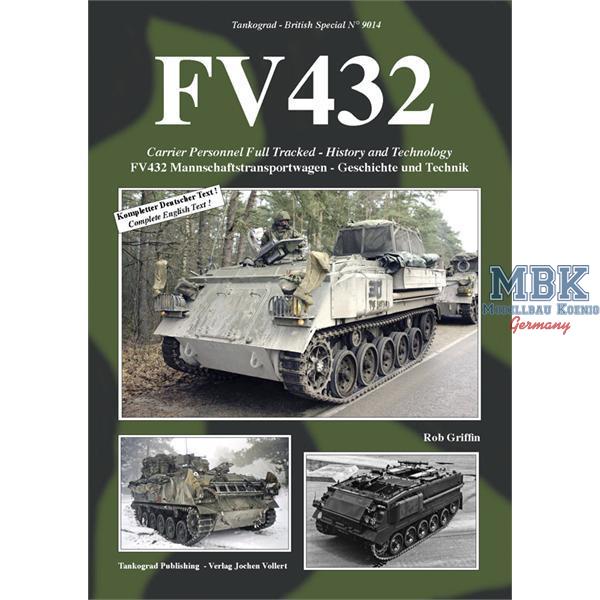 Tankograd - British Special N° 9014
FV432
Carrier Personnel Full Tracked - History and Technology
FV432 Mannschaftstransportwagen - Geschichte und Technik
Kompletter Deutscher Text !
Complete English Text !
MBK
Modellbau Koenig
Germany
Rob Griffin
Tankograd Publishing - Verlag Jochen Vollert